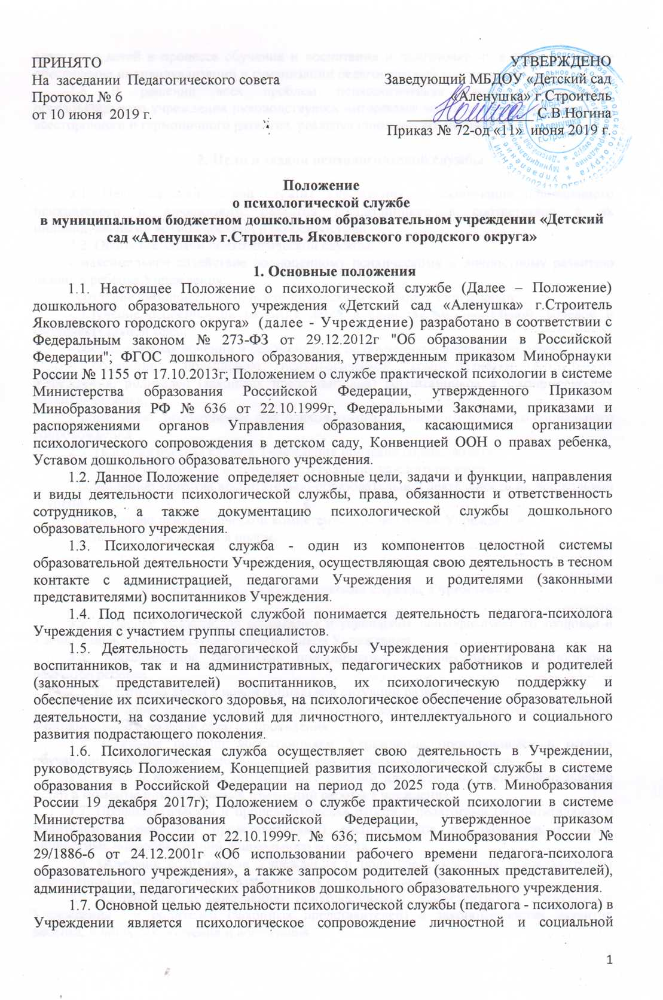 ПРИНЯТО
На заседании Педагогического совета
Протокол № 6
от 10 июня 2019 г.
УТВЕРЖДЕНО
Заведующий МБДОУ «Детский сад
«Аленушка» г.Строитель
С.В.Ногина
Приказ № 72-од «11» июня 2019 г.
МБДОУ
"Детский сад
"Аленушка"
г.Строитель"
Положение
о психологической службе
в муниципальном бюджетном дошкольном образовательном учреждении «Детский
сад «Аленушка» г.Строитель Яковлевского городского округа»
1. Основные положения
1.1. Настоящее Положение о психологической службе (Далее – Положение)
дошкольного образовательного учреждения «Детский сад «Аленушка» г.Строитель
Яковлевского городского округа» (далее - Учреждение) разработано в соответствии с
Федеральным законом № 273-ФЗ от 29.12.2012г "Об образовании в Российской
Федерации"; ФГОС дошкольного образования, утвержденным приказом Минобрнауки
России № 1155 от 17.10.2013г; Положением о службе практической психологии в системе
Министерства образования Российской Федерации, утвержденного Приказом
Минобразования РФ № 636 от 22.10.1999г, Федеральными Законами, приказами и
распоряжениями органов Управления образования, касающимися организации
психологического сопровождения в детском саду, Конвенцией ООН о правах ребенка,
Уставом дошкольного образовательного учреждения.
1.2. Данное Положение определяет основные цели, задачи и функции, направления
и виды деятельности психологической службы, права, обязанности и ответственность
сотрудников, а также документацию психологической службы дошкольного
образовательного учреждения.
1.3. Психологическая служба - один из компонентов целостной системы
образовательной деятельности Учреждения, осуществляющая свою деятельность в тесном
контакте с администрацией, педагогами Учреждения и родителями (законными
представителями) воспитанников Учреждения.
1.4. Под психологической службой понимается деятельность педагога-психолога
Учреждения с участием группы специалистов.
1.5. Деятельность педагогической службы Учреждения ориентирована как на
воспитанников, так и на административных, педагогических работников и родителей
(законных представителей) воспитанников, их психологическую поддержку и
обеспечение их психического здоровья, на психологическое обеспечение образовательной
деятельности, на создание условий для личностного, интеллектуального и социального
развития подрастающего поколения.
1.6. Психологическая служба осуществляет свою деятельность в Учреждении,
руководствуясь Положением, Концепцией развития психологической службы в системе
образования в Российской Федерации на период до 2025 года (утв. Минобразования
России 19 декабря 2017г); Положением о службе практической психологии в системе
Министерства образования Российской Федерации, утвержденное приказом
Минобразования России от 22.10.1999г. № 636; письмом Минобразования России №
29/1886-6 от 24.12.2001г «Об использовании рабочего времени педагога-психолога
образовательного учреждения», а также запросом родителей (законных представителей),
администрации, педагогических работников дошкольного образовательного учреждения.
1.7. Основной целью деятельности психологической службы (педагога - психолога) в
Учреждении является психологическое сопровождение личностной и социальной
1